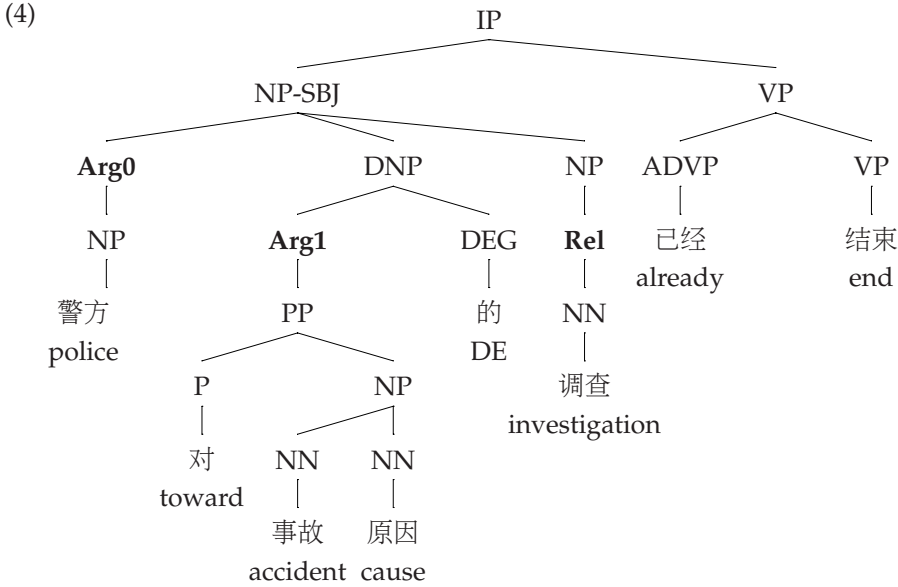 (4)
IP
NP-SBJ VP
Arg0 DNP NP ADVP VP
NP Arg1 DEG Rel 已经 结束
already end
警方 PP 的 NN
police DE
P NP 调查
investigation
对 NN NN
toward
事故 原因
accident cause